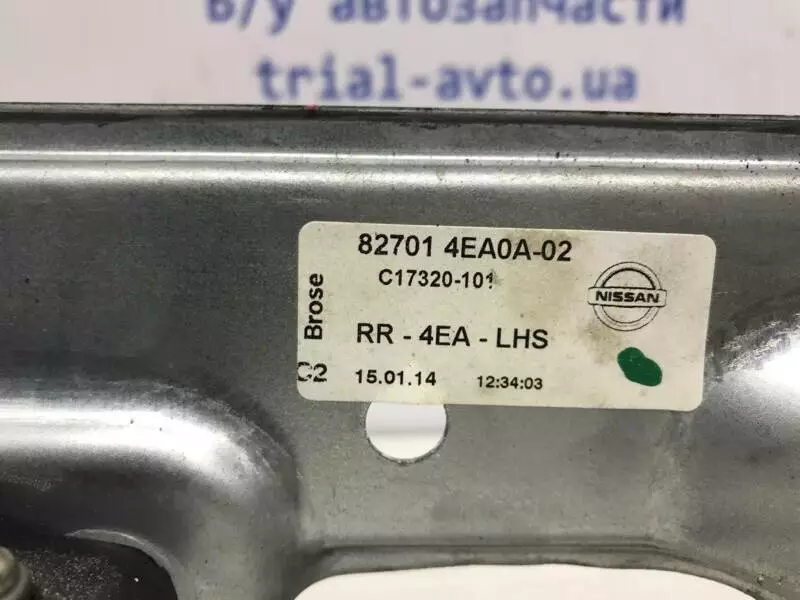 б/у автозапчасти
trial-avto.ua
82701 4EA0A-02
C17320-101
NISSAN
Brose
RR - 4EA - LHS
C2 15.01.14 12:34:03